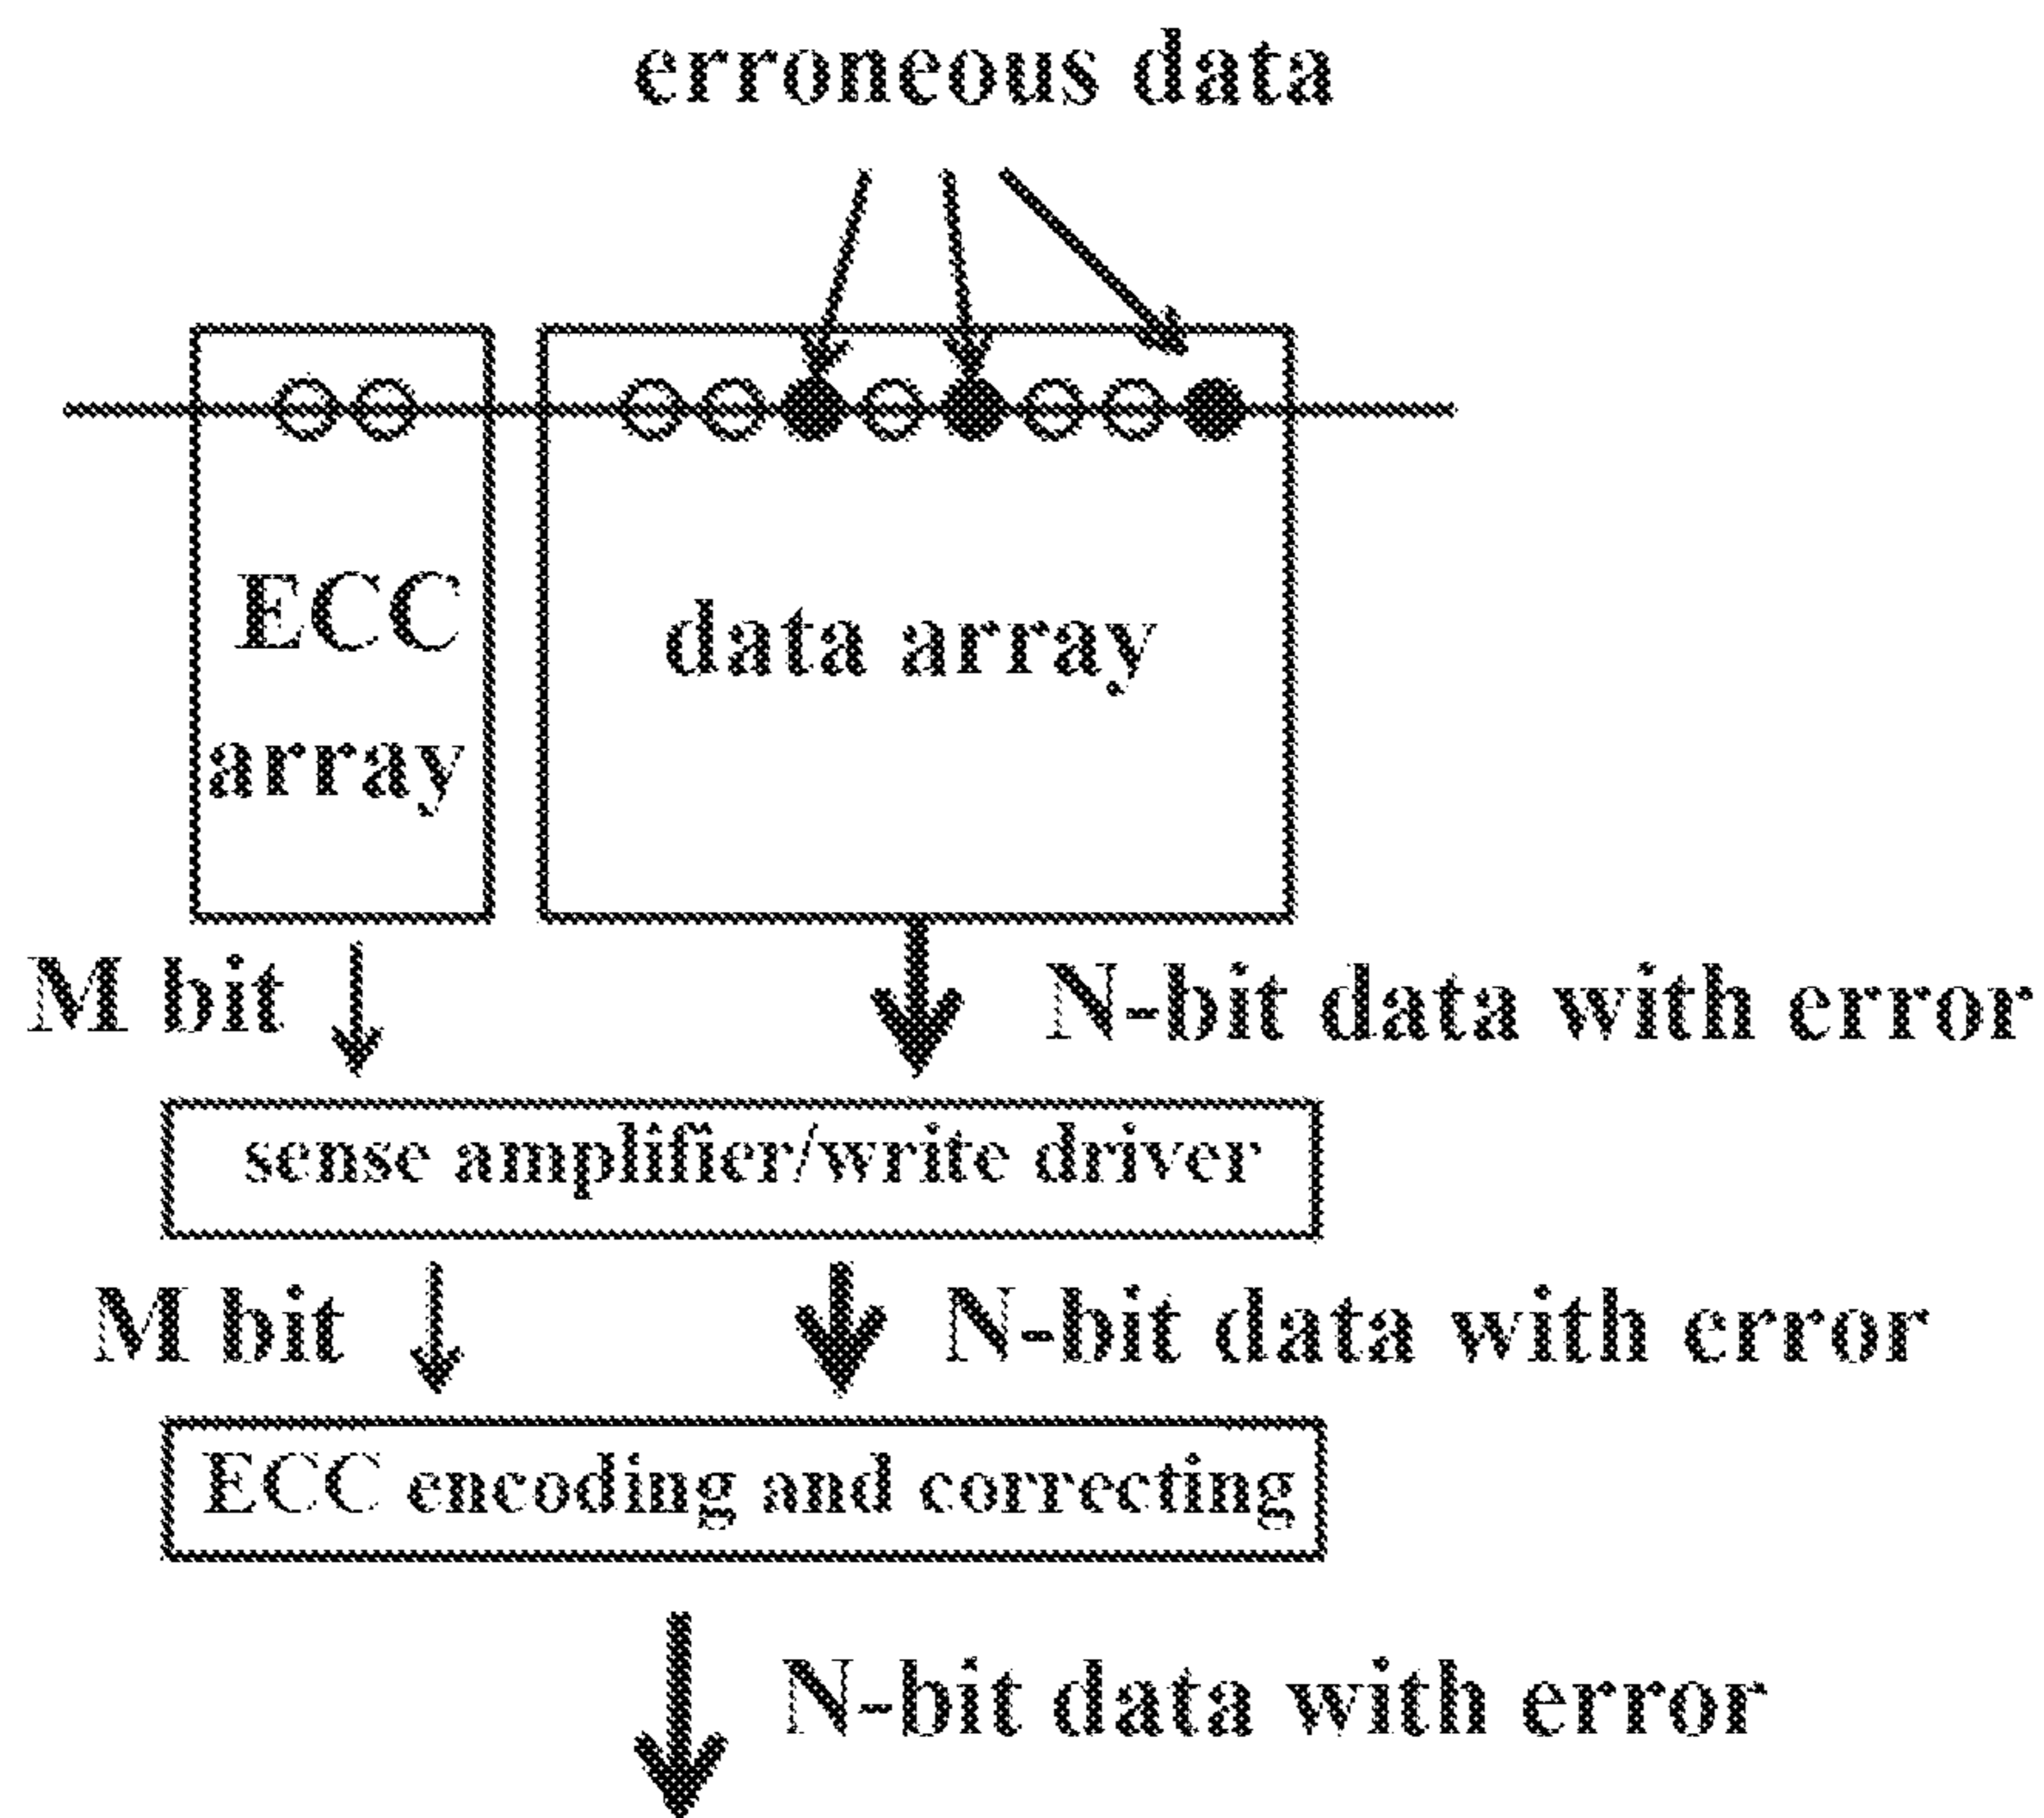 erroneous data
ECC
array
data array
M bit
N-bit data with error
sense amplifier/write driver
M bit
N-bit data with error
ECC encoding and correcting
N-bit data with error